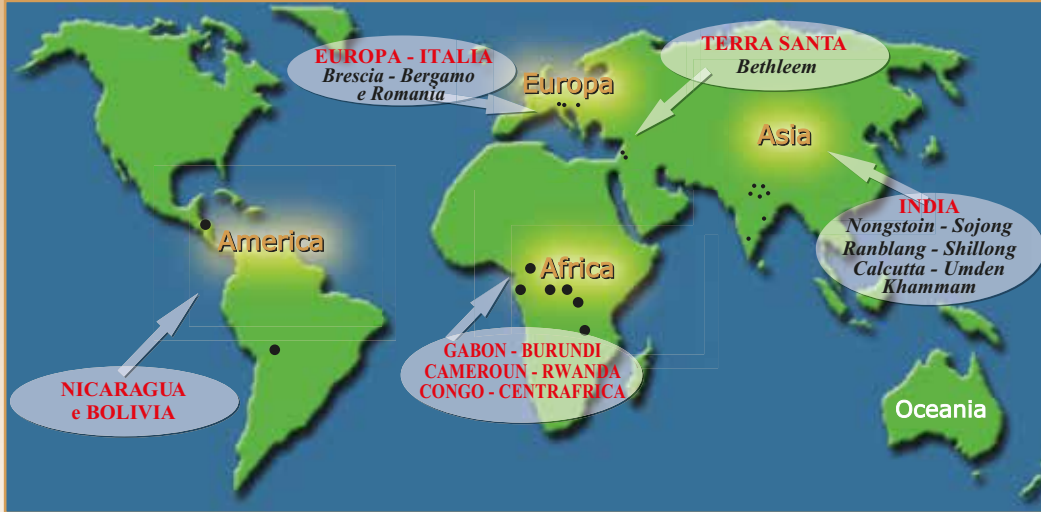 EUROPA - ITALIA
Brescia - Bergamo
e Romania
Europa
TERRA SANTA
Bethleem
Asia
INDIA
Nongstoin - Sojong
Ranblang - Shillong
Calcutta - Umden
Khammam
America
Africa
NICARAGUA
e BOLIVIA
GABON - BURUNDI
CAMEROUN - RWANDA
CONGO - CENTRAFRICA
Oceania